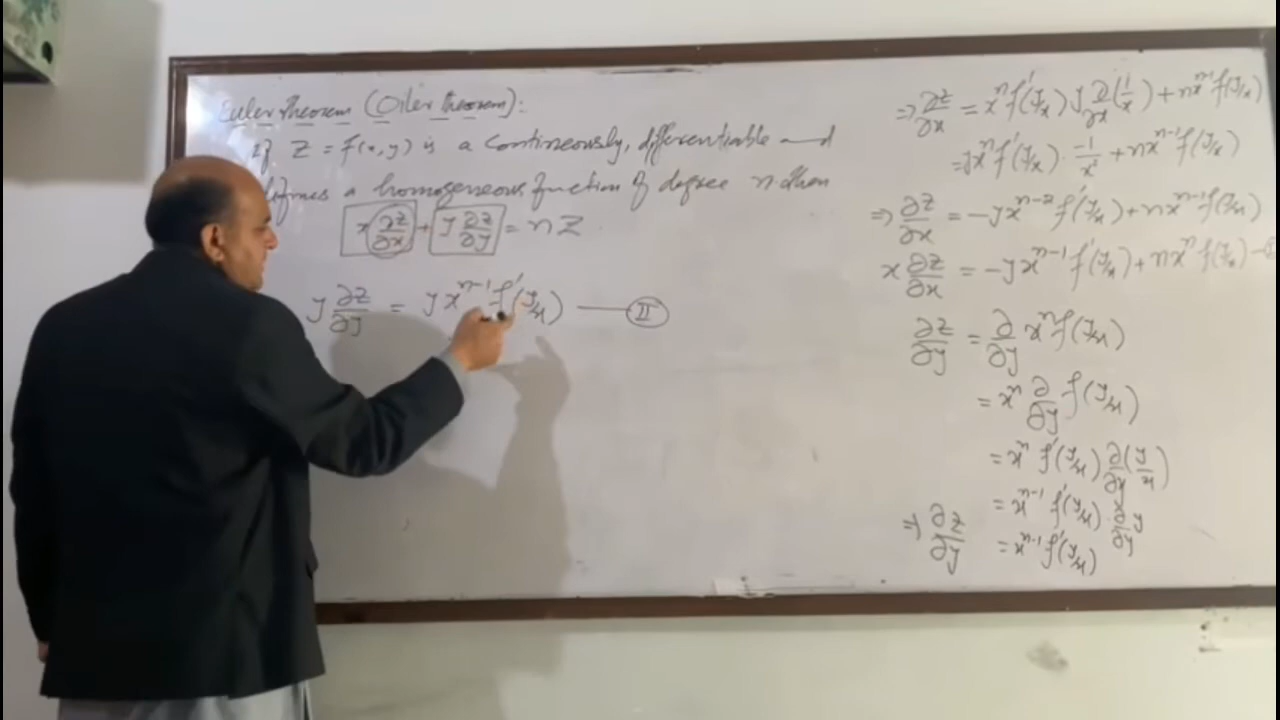 Euler Theorem (Oiler theorem):
If Z = f(x,y) is a contineously, differentiable and
defines a homogeneous function of degree n then
x ∂z/∂x + y ∂z/∂y = nZ
y ∂z/∂y = y x^{n-1} f'(y/x) — II
⇒ ∂z/∂x = x^n f'(y/x) y ∂/∂x (1/x) + n x^{n-1} f(y/x)
= y x^n f'(y/x) · -1/x² + n x^{n-1} f(y/x)
⇒ ∂z/∂x = -y x^{n-2} f'(y/x) + n x^{n-1} f(y/x)
x ∂z/∂x = -y x^{n-1} f'(y/x) + n x^n f(y/x) —
∂z/∂y = ∂/∂y x^n f(y/x)
= x^n ∂/∂y f(y/x)
= x^n f'(y/x) ∂/∂y (y/x)
= x^{n-1} f'(y/x) · ∂/∂y y
⇒ ∂z/∂y = x^{n-1} f'(y/x)